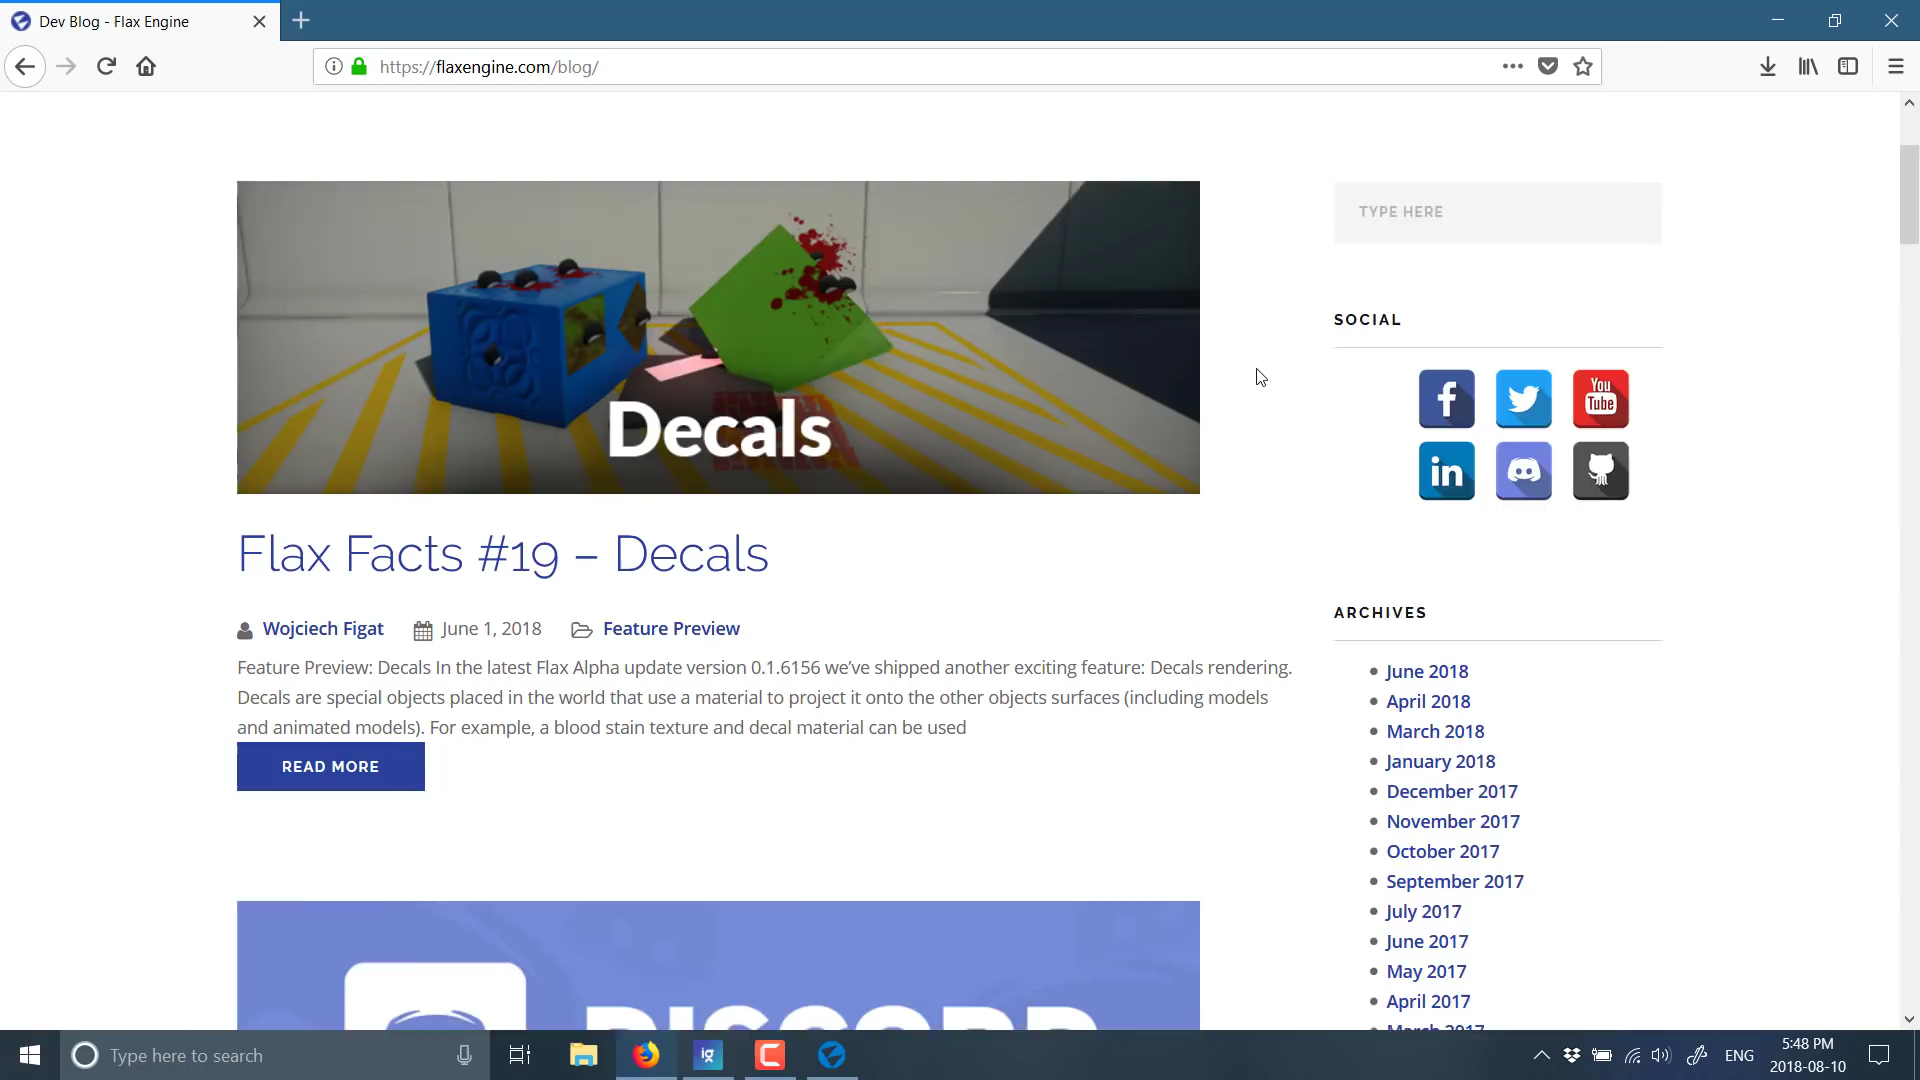 Dev Blog - Flax Engine
https://flaxengine.com/blog/
Decals
Flax Facts #19 – Decals
Wojciech Figat June 1, 2018 Feature Preview
Feature Preview: Decals In the latest Flax Alpha update version 0.1.6156 we've shipped another exciting feature: Decals rendering.
Decals are special objects placed in the world that use a material to project it onto the other objects surfaces (including models
and animated models). For example, a blood stain texture and decal material can be used
READ MORE
DISCORD
TYPE HERE
SOCIAL
f
You
Tube
in
ARCHIVES
June 2018
April 2018
March 2018
January 2018
December 2017
November 2017
October 2017
September 2017
July 2017
June 2017
May 2017
April 2017
March 2017
Type here to search
ig
C
ENG
5:48 PM
2018-08-10